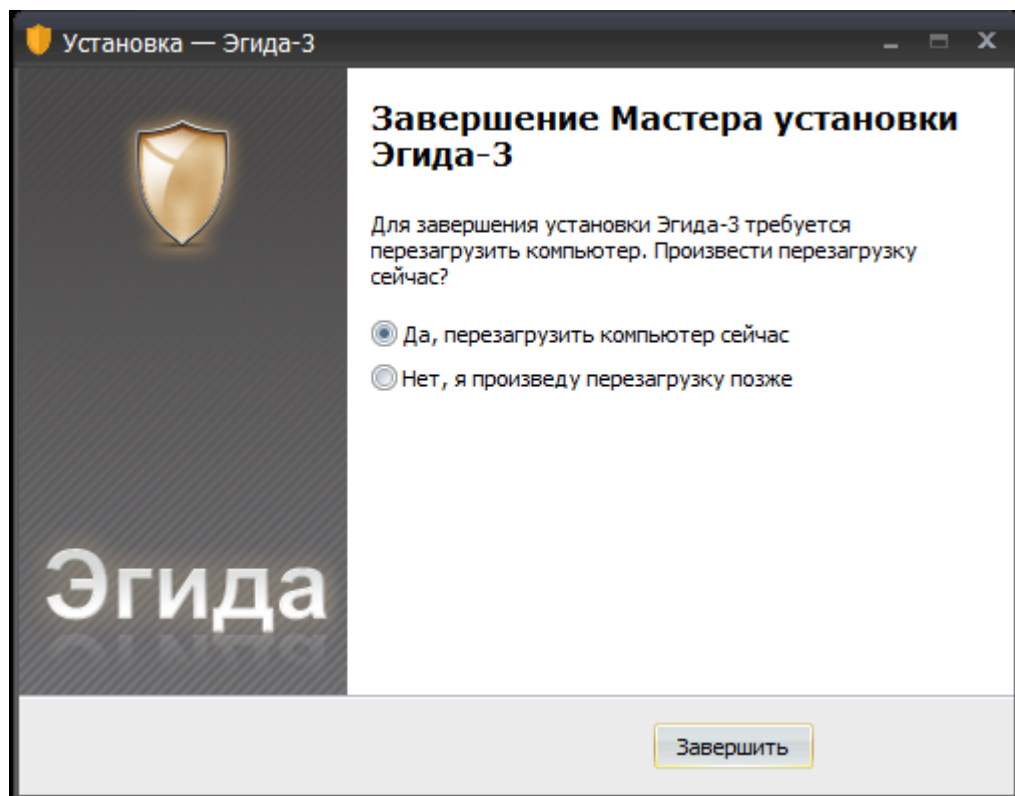 Установка — Эгида-3
Завершение Мастера установки
Эгида-3
Для завершения установки Эгида-3 требуется
перезагрузить компьютер. Произвести перезагрузку
сейчас?
Да, перезагрузить компьютер сейчас
Нет, я произведу перезагрузку позже
Эгида
Завершить